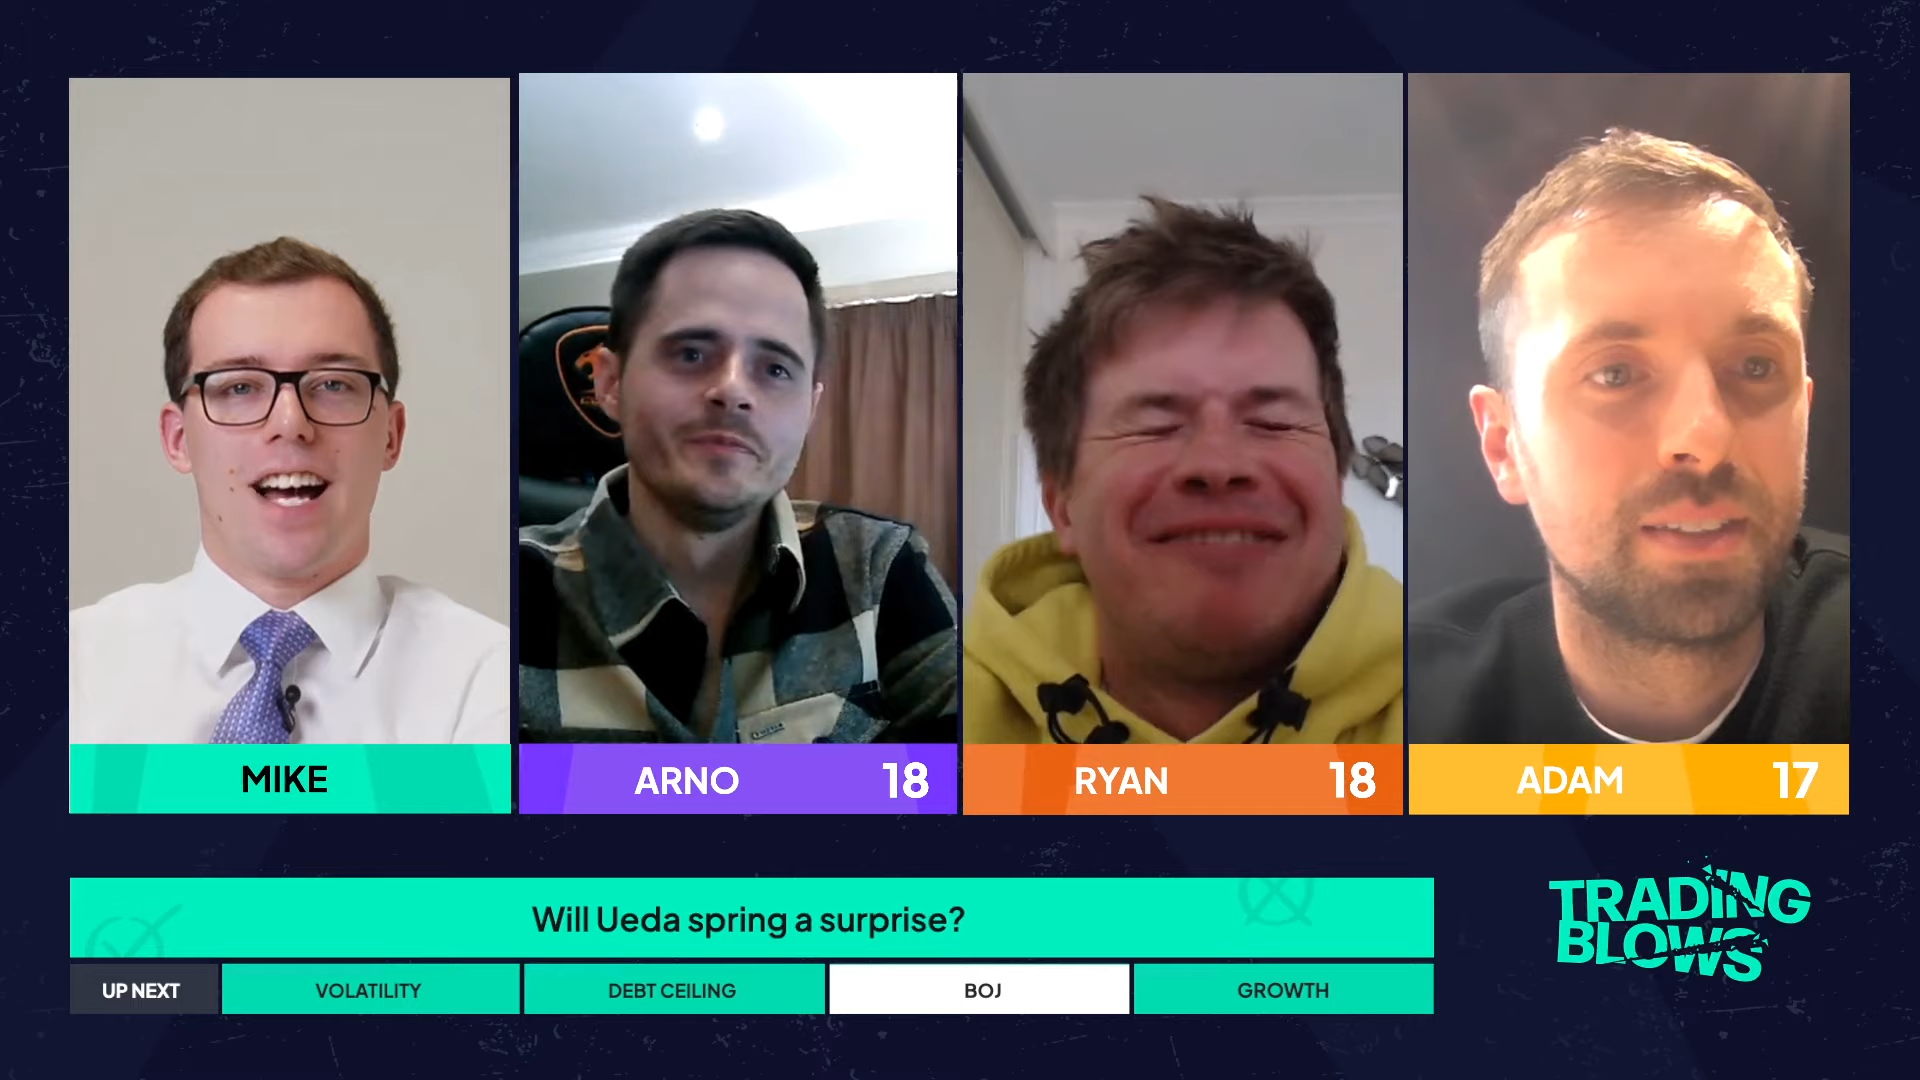 MIKE
ARNO 18
RYAN 18
ADAM 17
Will Ueda spring a surprise?
UP NEXT
VOLATILITY
DEBT CEILING
BOJ
GROWTH
TRADING
BLOWS